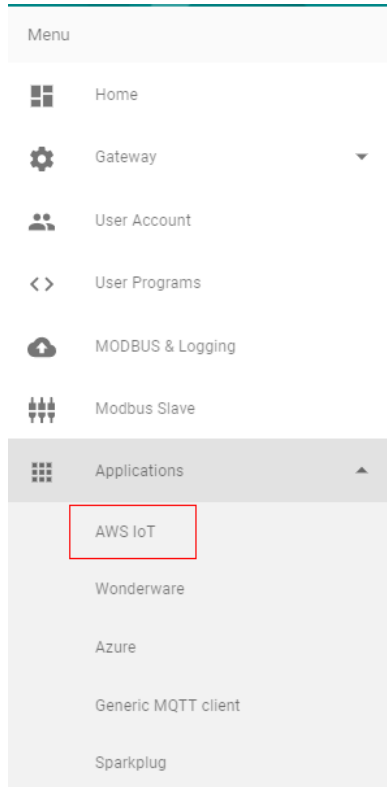 Menu
Home
Gateway
User Account
User Programs
MODBUS & Logging
Modbus Slave
Applications
AWS IoT
Wonderware
Azure
Generic MQTT client
Sparkplug